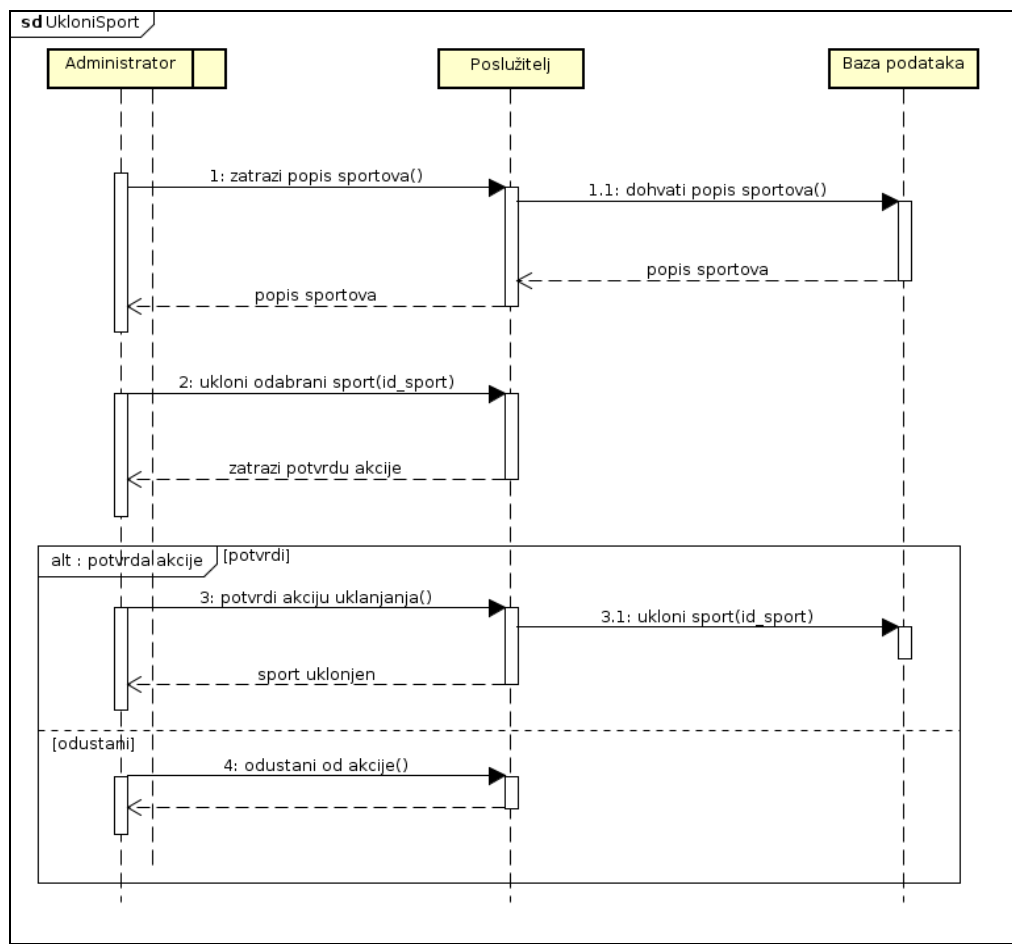 sd UkloniSport
Administrator
Poslužitelj
Baza podataka
1: zatrazi popis sportova()
1.1: dohvati popis sportova()
popis sportova
popis sportova
2: ukloni odabrani sport(id_sport)
zatrazi potvrdu akcije
alt : potvrda akcije
[potvrdi]
3: potvrdi akciju uklanjanja()
3.1: ukloni sport(id_sport)
sport uklonjen
[odustani]
4: odustani od akcije()